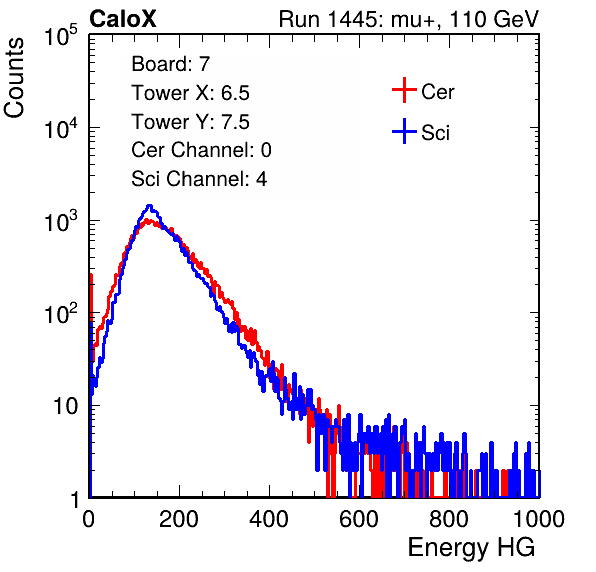 CaloX Run 1445: mu+, 110 GeV
Counts
Board: 7
Tower X: 6.5
Tower Y: 7.5
Cer Channel: 0
Sci Channel: 4
Cer
Sci
10^5
10^4
10^3
10^2
10
1
0 200 400 600 800 1000
Energy HG